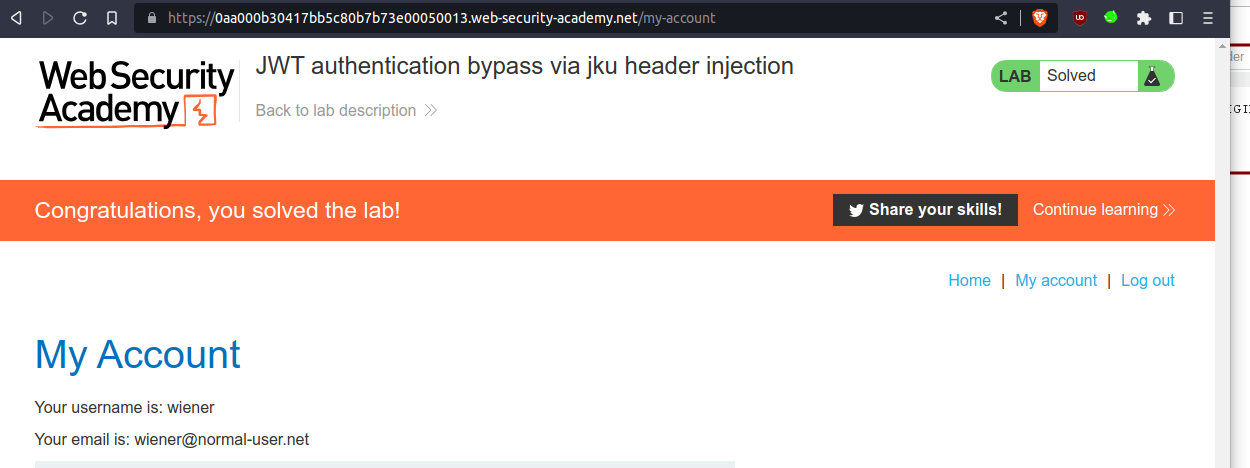 https://0aa000b30417bb5c80b7b73e00050013.web-security-academy.net/my-account
Web Security
Academy
JWT authentication bypass via jku header injection
Back to lab description
LAB Solved
Congratulations, you solved the lab!
Share your skills!
Continue learning
Home | My account | Log out
My Account
Your username is: wiener
Your email is: wiener@normal-user.net